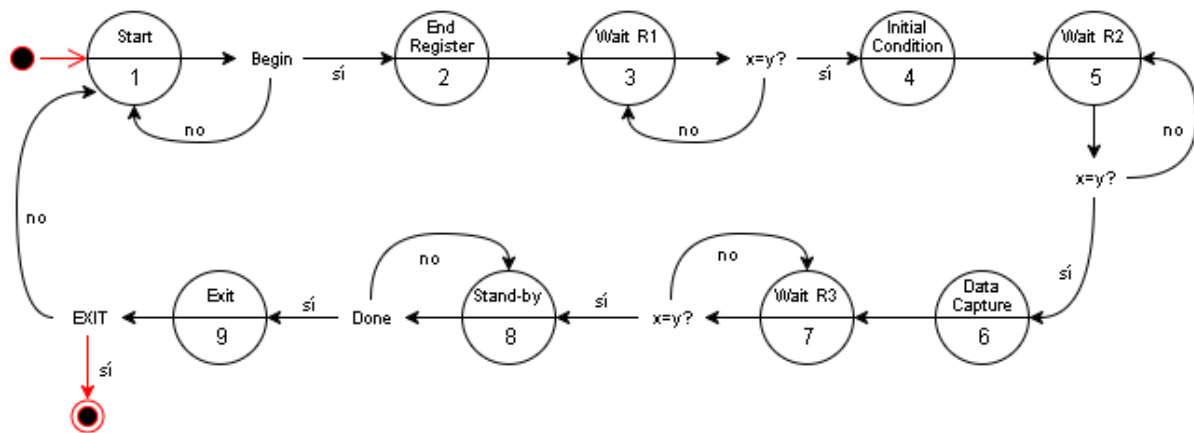 Start
1
Begin
sí
no
End
Register
2
Wait R1
3
x=y?
sí
no
Initial
Condition
4
Wait R2
5
no
x=y?
sí
Data
Capture
6
Wait R3
7
no
x=y?
sí
Stand-by
8
no
Done
sí
Exit
9
EXIT
no
sí